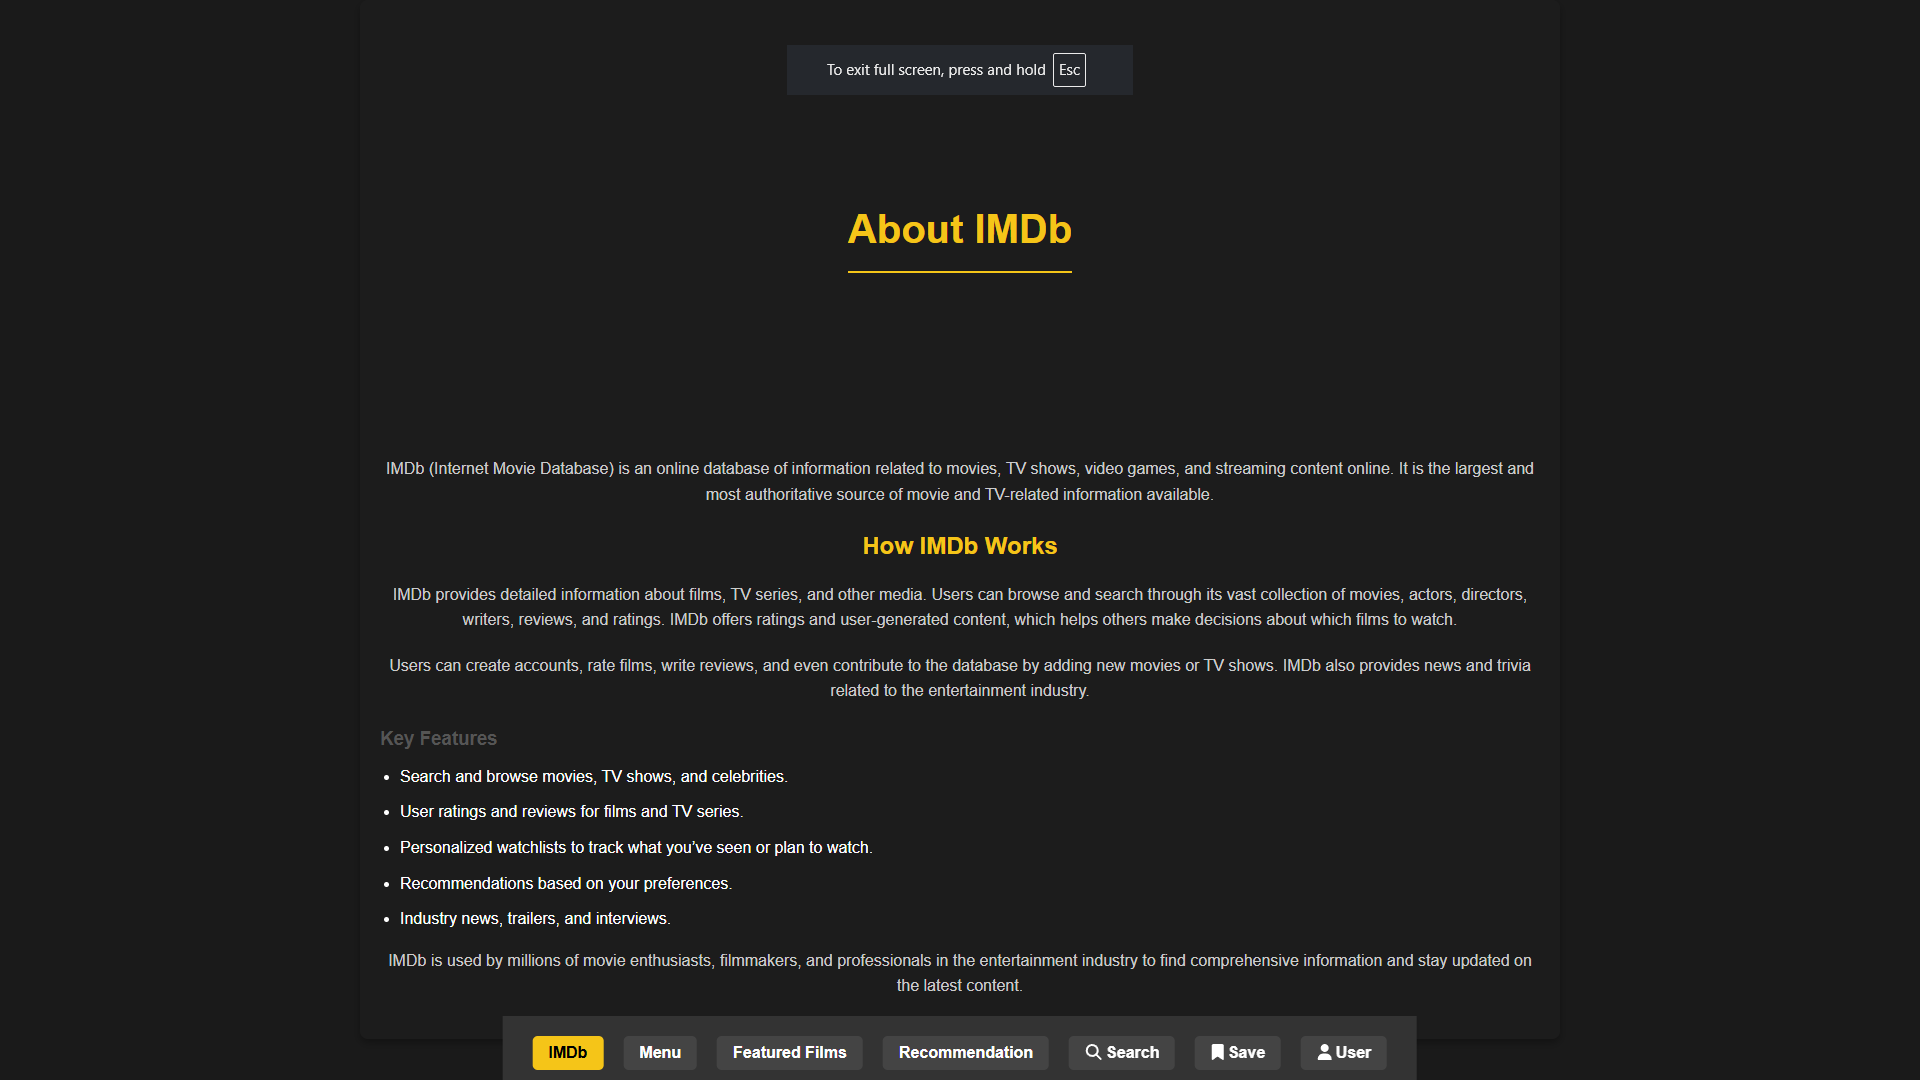 To exit full screen, press and hold Esc
About IMDb
IMDb (Internet Movie Database) is an online database of information related to movies, TV shows, video games, and streaming content online. It is the largest and
most authoritative source of movie and TV-related information available.
How IMDb Works
IMDb provides detailed information about films, TV series, and other media. Users can browse and search through its vast collection of movies, actors, directors,
writers, reviews, and ratings. IMDb offers ratings and user-generated content, which helps others make decisions about which films to watch.
Users can create accounts, rate films, write reviews, and even contribute to the database by adding new movies or TV shows. IMDb also provides news and trivia
related to the entertainment industry.
Key Features
• Search and browse movies, TV shows, and celebrities.
• User ratings and reviews for films and TV series.
• Personalized watchlists to track what you’ve seen or plan to watch.
• Recommendations based on your preferences.
• Industry news, trailers, and interviews.
IMDb is used by millions of movie enthusiasts, filmmakers, and professionals in the entertainment industry to find comprehensive information and stay updated on
the latest content.
IMDb Menu Featured Films Recommendation Search Save User